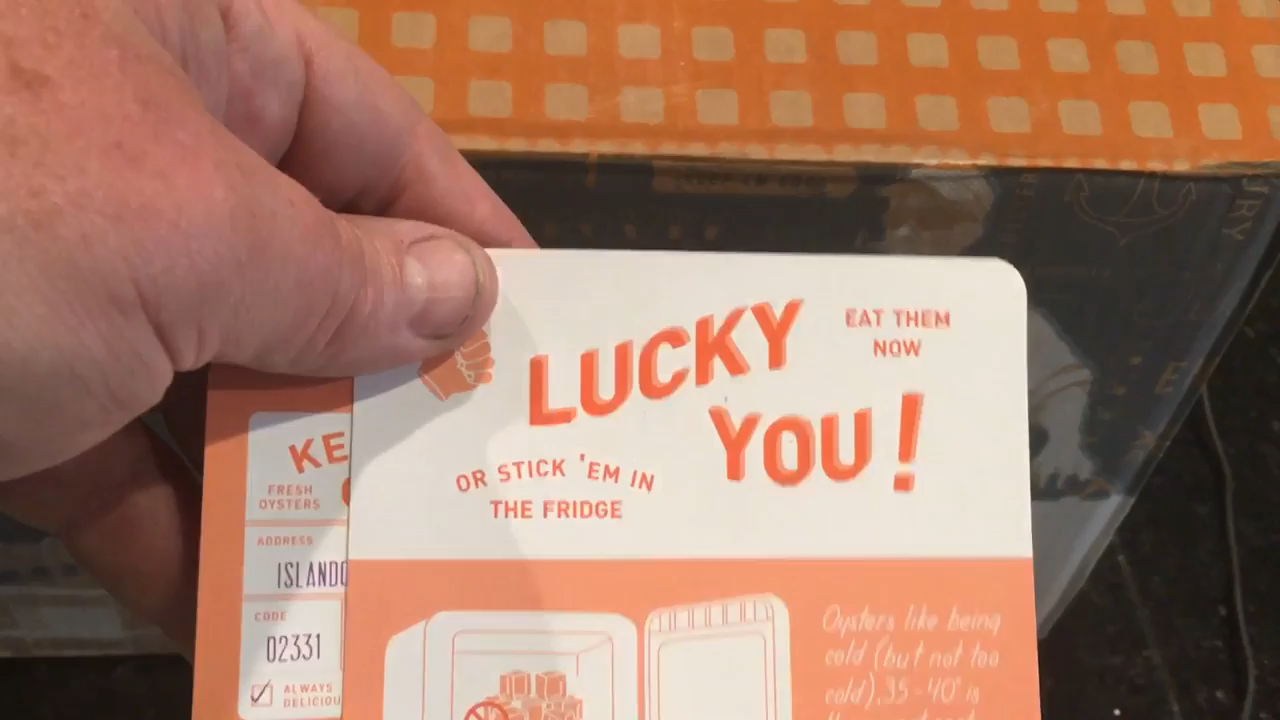 LUCKY
YOU!
EAT THEM
NOW
OR STICK 'EM IN
THE FRIDGE
Oysters like being
cold (but not too
cold), 35-40° is
KE
FRESH
OYSTERS
ADDRESS
ISLAND
CODE
02331
ALWAYS
DELICIOU